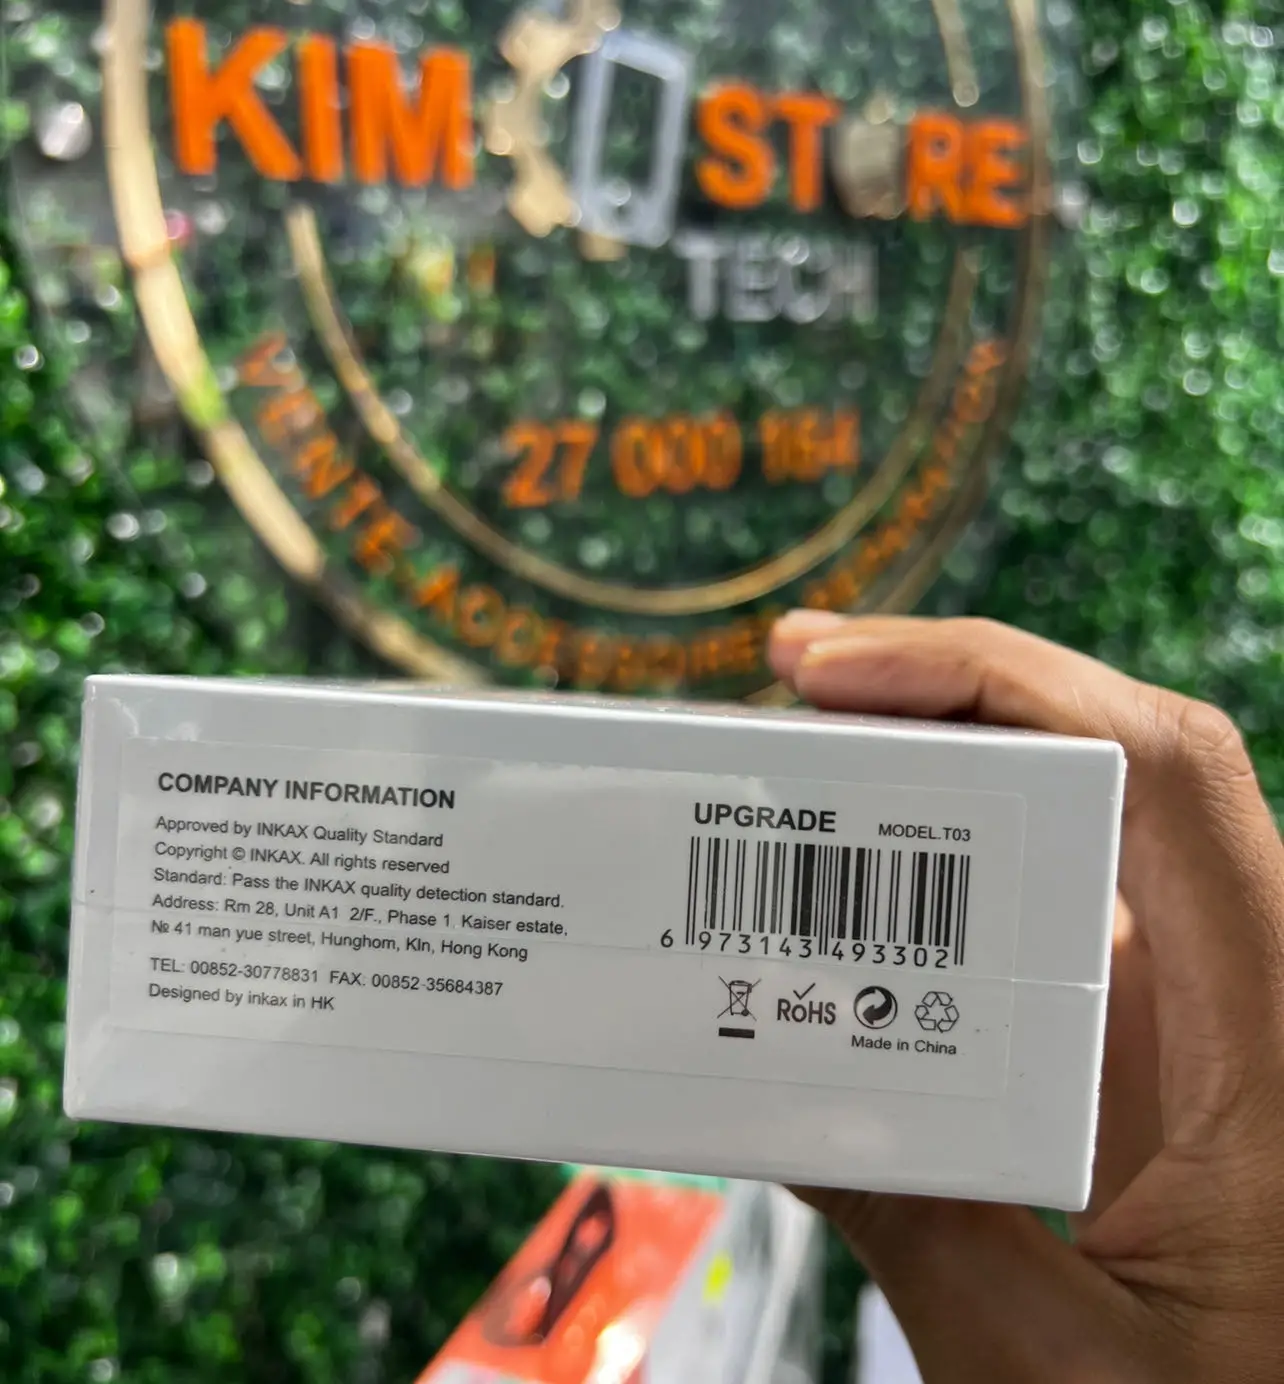 KIM STORE
TECH
27 000 164
VENTE-ACCESSOIRES
COMPANY INFORMATION
Approved by INKAX Quality Standard
Copyright © INKAX. All rights reserved
Standard: Pass the INKAX quality detection standard.
Address: Rm 28, Unit A1 2/F., Phase 1, Kaiser estate,
№ 41 man yue street, Hunghom, Kln, Hong Kong
TEL: 00852-30778831 FAX: 00852-35684387
Designed by inkax in HK
UPGRADE MODEL.T03
6 973143 493302
RoHS
Made in China